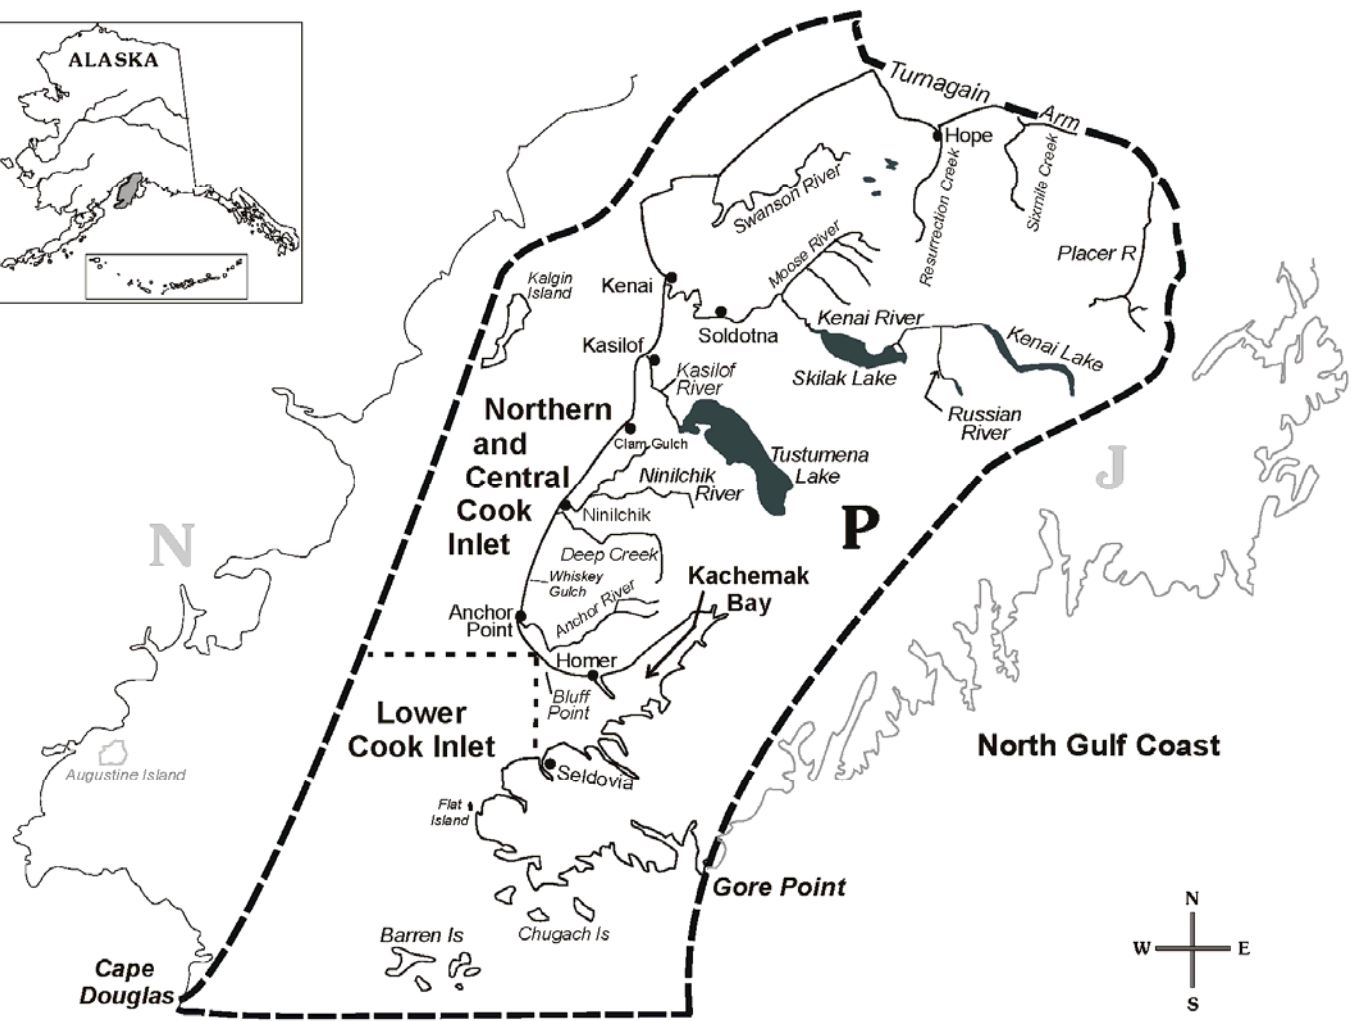 ALASKA
Turnagain
Arm
Hope
Resurrection Creek
Sixmile Creek
Swanson River
Moose River
Placer R
Kalgin
Island
Kenai
Soldotna
Kenai River
Kenai Lake
Skilak Lake
Russian
River
Kasilof
Kasilof
River
Northern
and
Central
Cook
Inlet
Clam Gulch
Tustumena
Lake
Ninilchik
River
Ninilchik
Deep Creek
Whiskey
Gulch
Anchor River
Anchor
Point
Kachemak
Bay
N
P
J
Homer
Bluff
Point
Lower
Cook Inlet
Seldovia
Flat
Island
Augustine Island
North Gulf Coast
Gore Point
Chugach Is
Barren Is
Cape
Douglas
N
W E
S